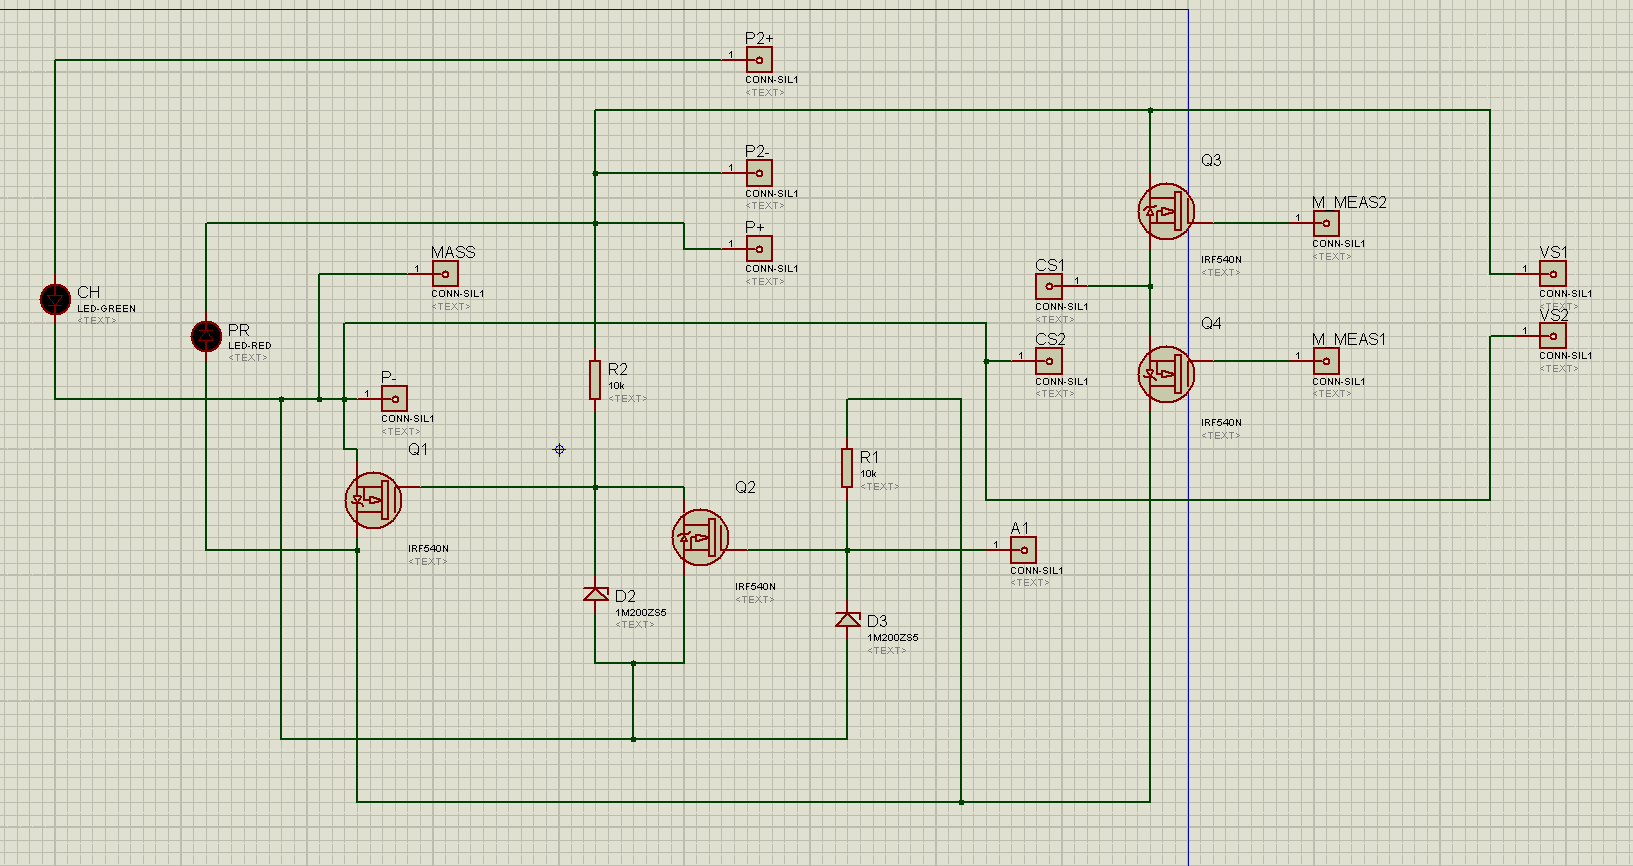 P2+
1
CONN-SIL1
<TEXT>
P2-
1
CONN-SIL1
<TEXT>
P+
1
CONN-SIL1
<TEXT>
MASS
1
CONN-SIL1
<TEXT>
CH
LED-GREEN
<TEXT>
PR
LED-RED
<TEXT>
P-
1
CONN-SIL1
<TEXT>
Q1
IRF540N
<TEXT>
R2
10k
<TEXT>
Q2
IRF540N
<TEXT>
D2
1M200ZS5
<TEXT>
R1
10k
<TEXT>
D3
1M200ZS5
<TEXT>
A1
1
CONN-SIL1
<TEXT>
CS1
1
CONN-SIL1
<TEXT>
CS2
1
CONN-SIL1
<TEXT>
Q3
IRF540N
<TEXT>
Q4
IRF540N
<TEXT>
M_MEAS2
1
CONN-SIL1
<TEXT>
M_MEAS1
1
CONN-SIL1
<TEXT>
VS1
1
CONN-SIL1
<TEXT>
VS2
1
CONN-SIL1
<TEXT>